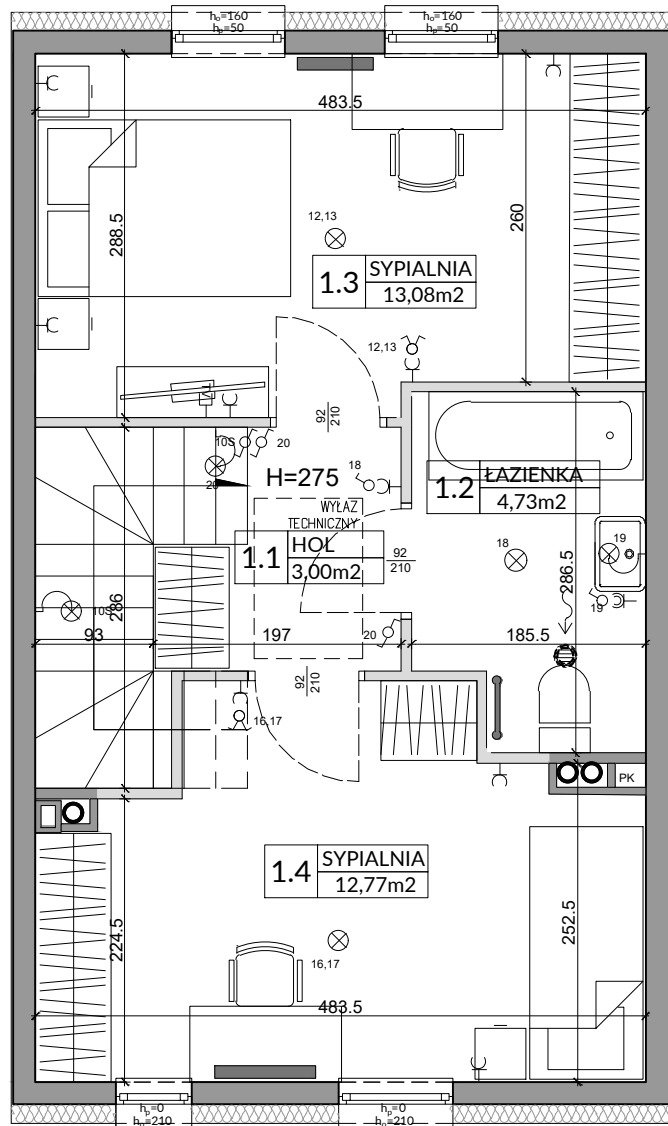 h₀=160
hₚ=50
h₀=160
hₚ=50
483.5
288.5
260
12,13
1.3
SYPIALNIA
13,08m2
12,13
92
210
10S
20
20
H=275
18
1.2
ŁAZIENKA
4,73m2
WYŁAZ
TECHNICZNY
1.1
HOL
3,00m2
92
210
18
19
286.5
19
286
10S
93
197
20
185.5
92
210
16,17
PK
1.4
SYPIALNIA
12,77m2
224.5
252.5
16,17
483.5
hₚ=0
h₀=210
hₚ=0
h₀=210